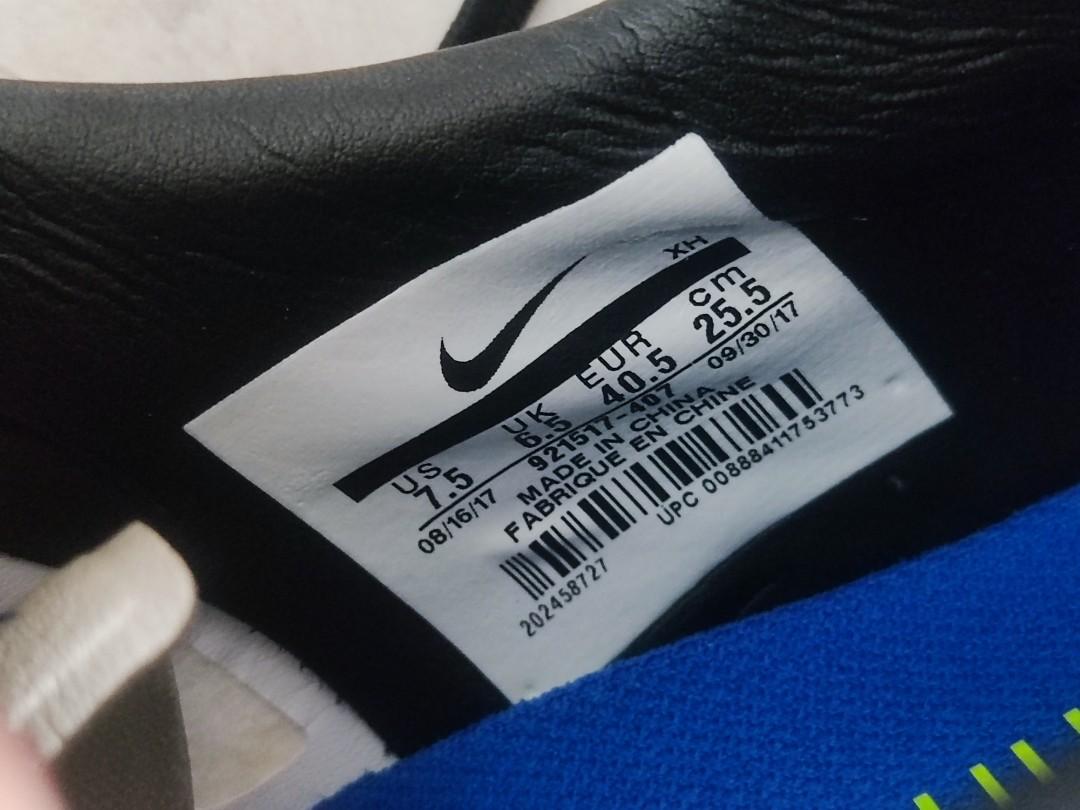 XH
US UK EUR cm
7.5 6.5 40.5 25.5
08/16/17 921517-407 09/30/17
MADE IN CHINA
FABRIQUE EN CHINE
UPC 00888411753773
202458727